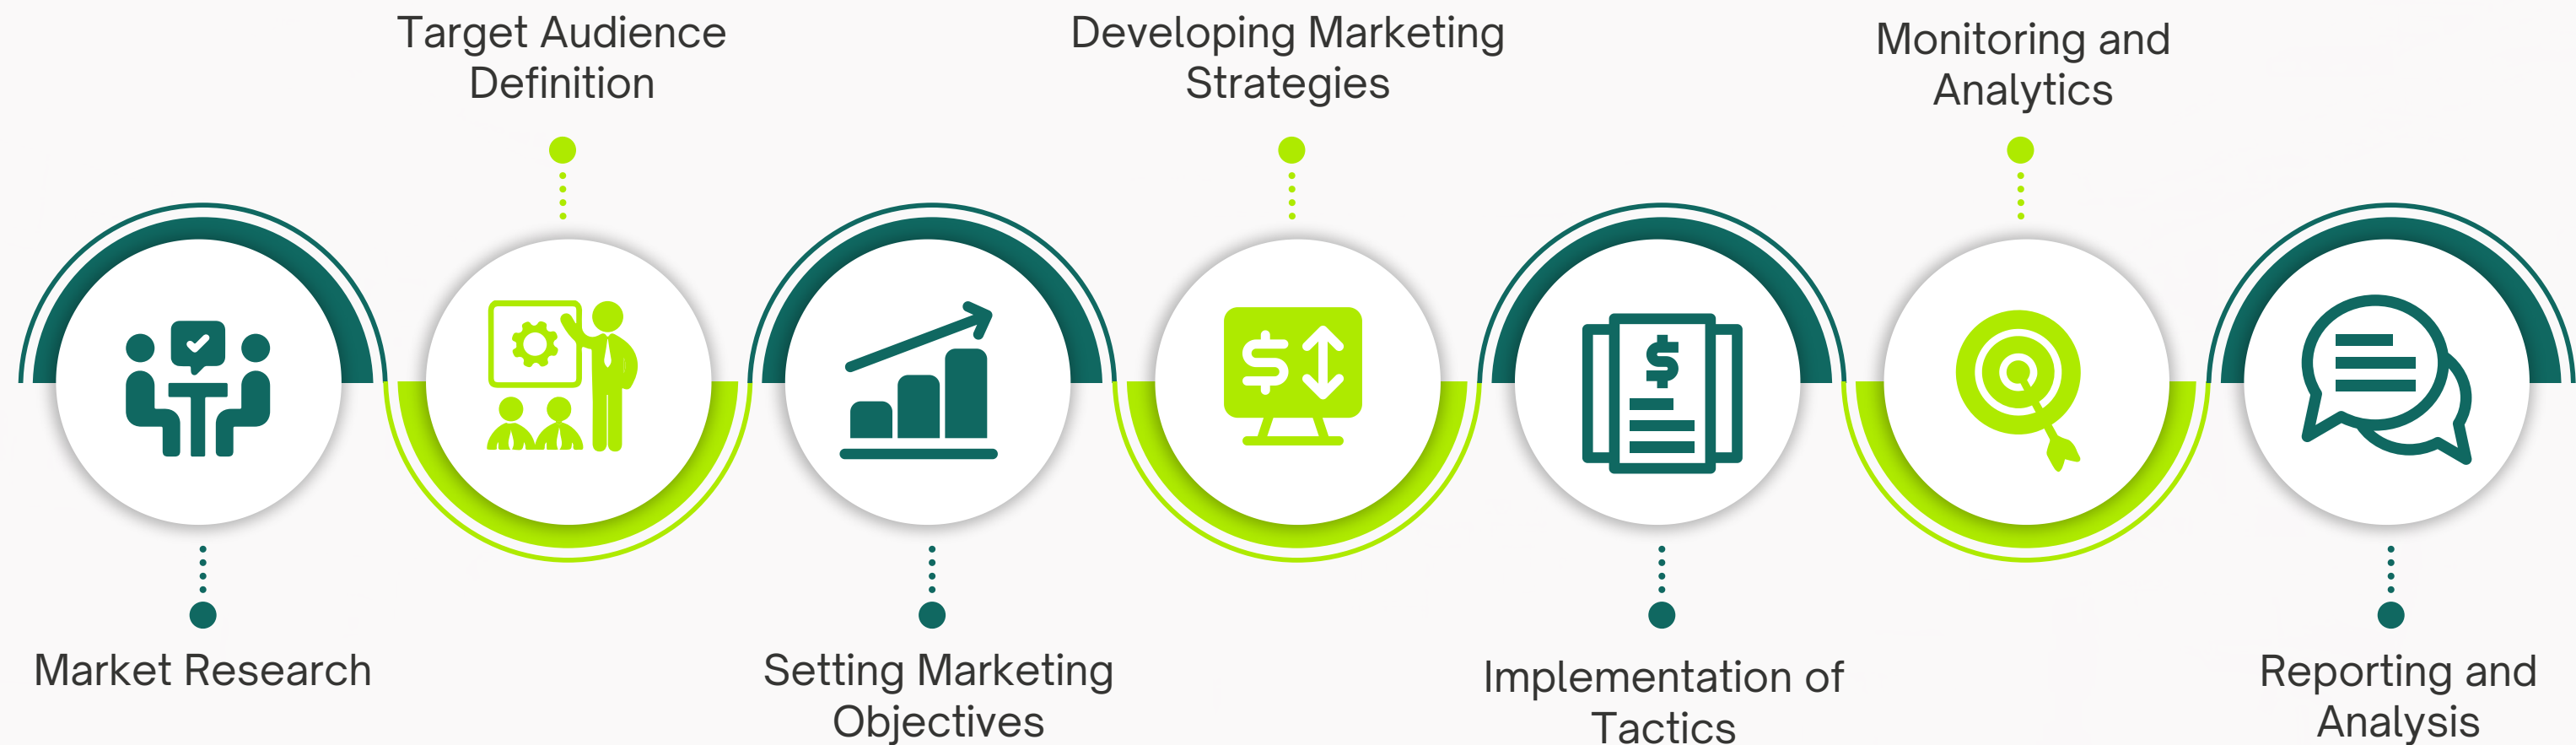 Market Research
Target Audience
Definition
Setting Marketing
Objectives
Developing Marketing
Strategies
Implementation of
Tactics
Monitoring and
Analytics
Reporting and
Analysis
$
$